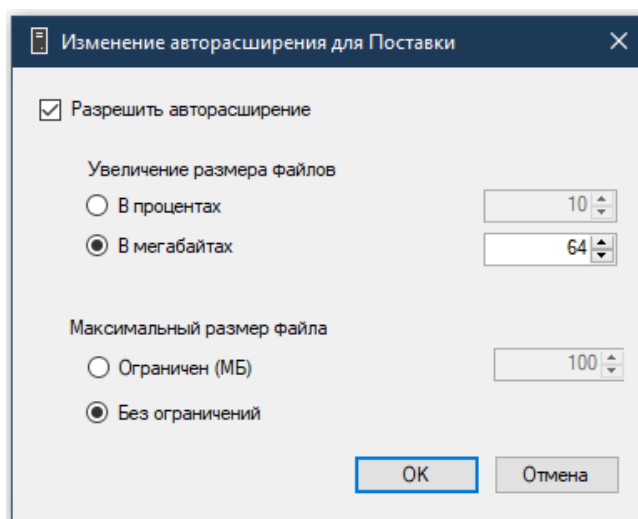 Изменение авторасширения для Поставки
Разрешить авторасширение
Увеличение размера файлов
В процентах 10
В мегабайтах 64
Максимальный размер файла
Ограничен (МБ) 100
Без ограничений
OK Отмена